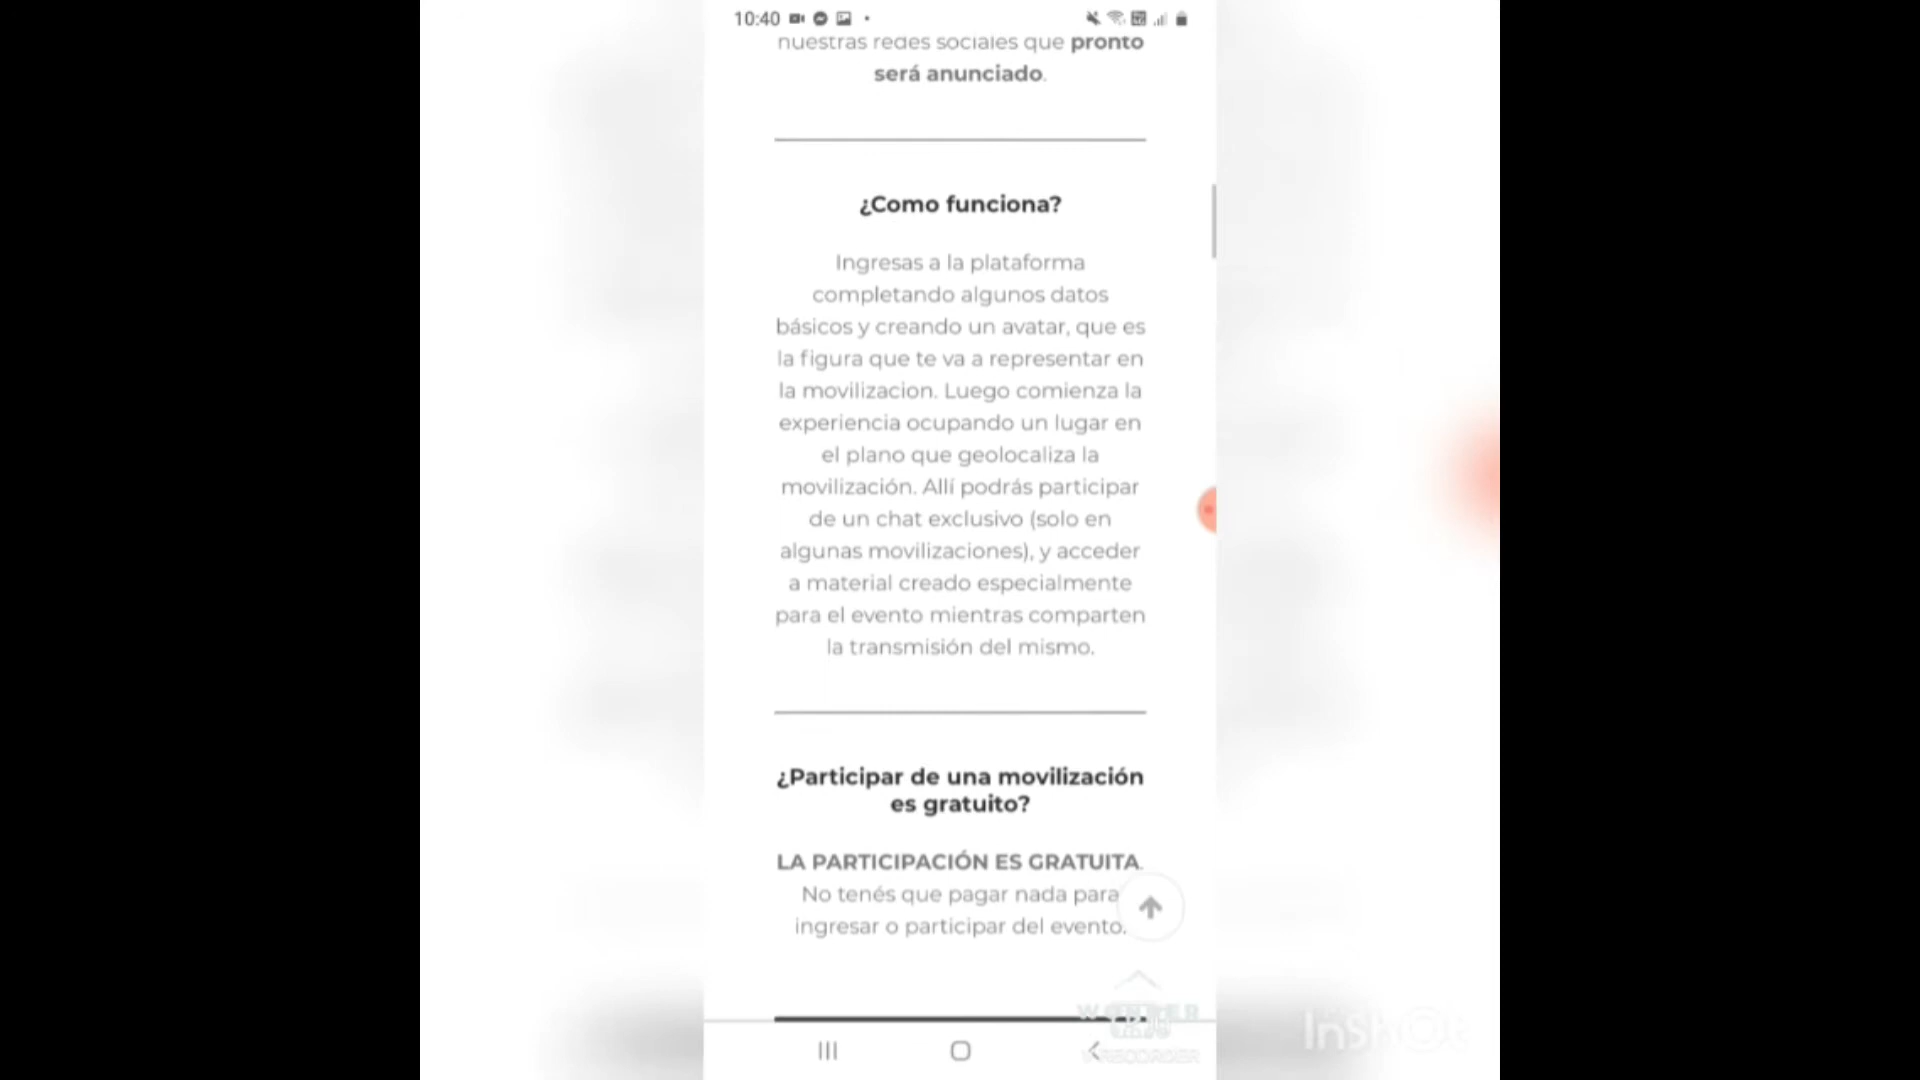 10:40
nuestras redes sociales que pronto
será anunciado.
¿Como funciona?
Ingresas a la plataforma
completando algunos datos
básicos y creando un avatar, que es
la figura que te va a representar en
la movilizacion. Luego comienza la
experiencia ocupando un lugar en
el plano que geolocaliza la
movilización. Allí podrás participar
de un chat exclusivo (solo en
algunas movilizaciones), y acceder
a material creado especialmente
para el evento mientras comparten
la transmisión del mismo.
¿Participar de una movilización
es gratuito?
LA PARTICIPACIÓN ES GRATUITA.
No tenés que pagar nada para
ingresar o participar del evento.
RECORDER
InShOt